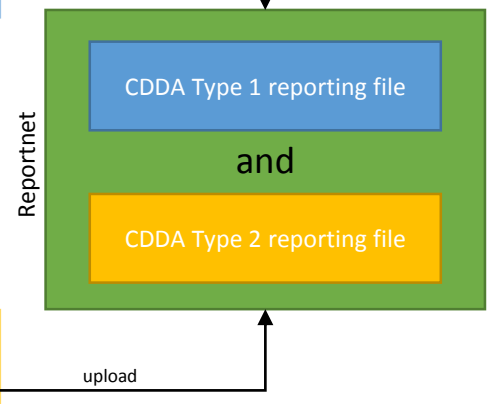 Reportnet
CDDA Type 1 reporting file
and
CDDA Type 2 reporting file
upload